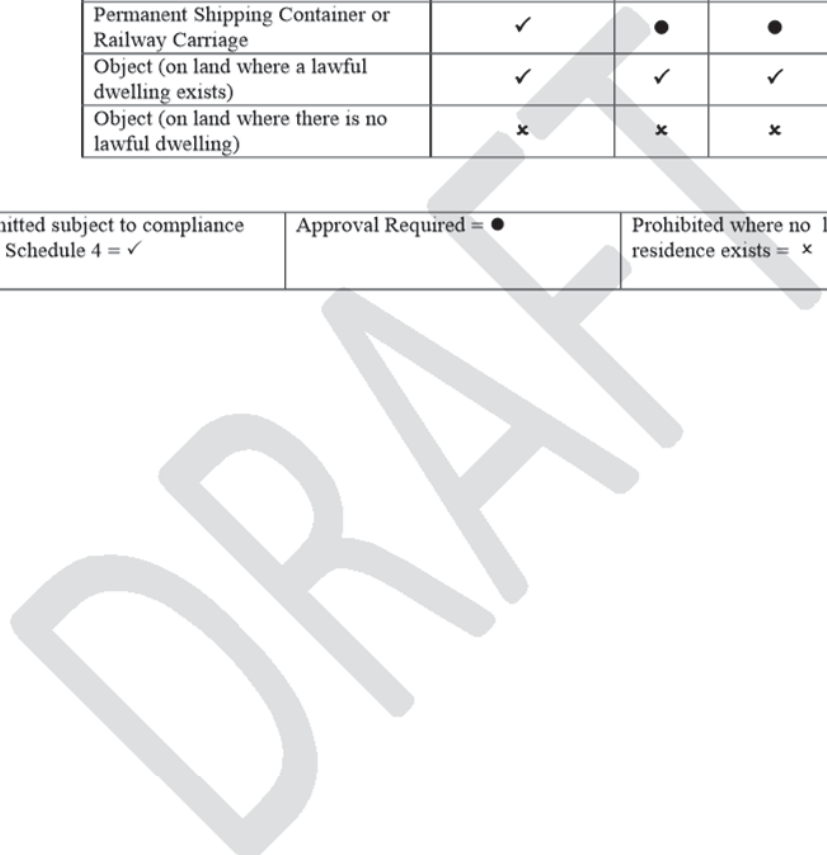 Permanent Shipping Container or
Railway Carriage
✓ ● ●
Object (on land where a lawful
dwelling exists)
✓ ✓ ✓
Object (on land where there is no
lawful dwelling)
× × ×
subject to compliance
Schedule 4 = ✓
Approval Required = ●
Prohibited where no
residence exists = ×
DRAFT